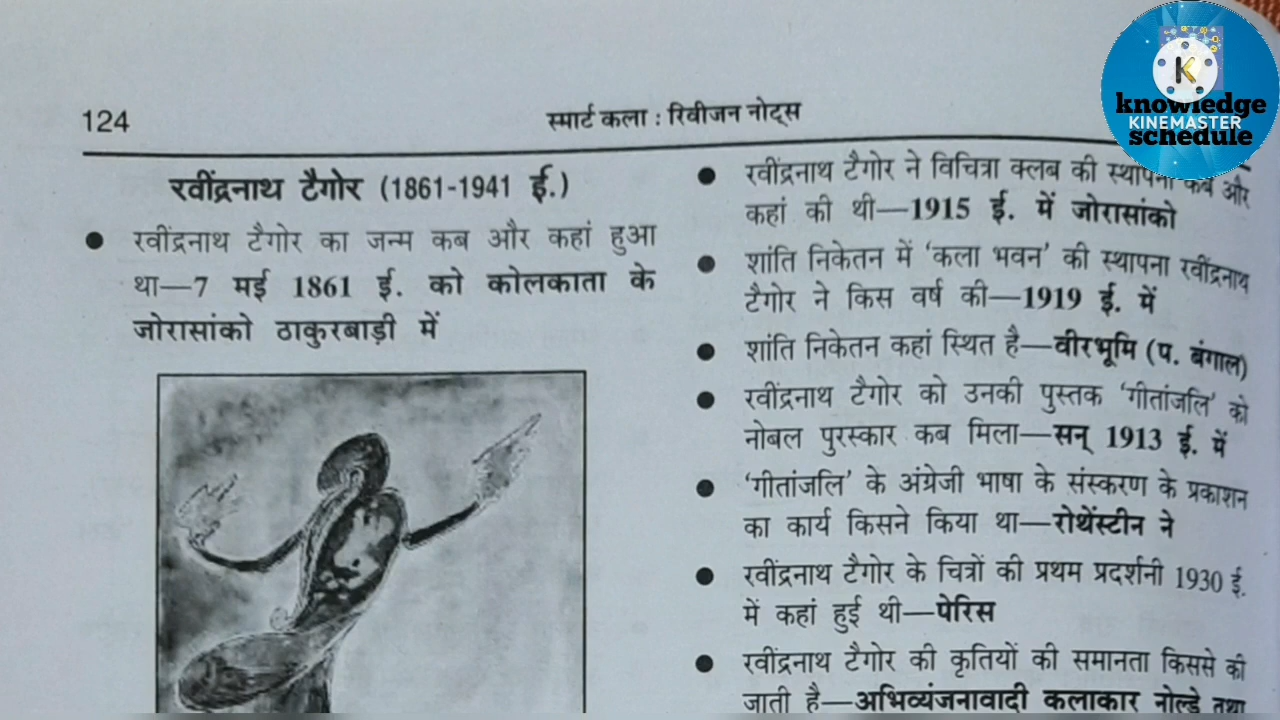 124
स्मार्ट कला : रिवीजन नोट्स
knowledge
KINEMASTER
schedule
रवींद्रनाथ टैगोर (1861-1941 ई.)
● रवींद्रनाथ टैगोर का जन्म कब और कहां हुआ
था—7 मई 1861 ई. को कोलकाता के
जोरासांको ठाकुरबाड़ी में
● रवींद्रनाथ टैगोर ने विचित्रा क्लब की स्थापना कब और
कहां की थी—1915 ई. में जोरासांको
● शांति निकेतन में ‘कला भवन’ की स्थापना रवींद्रनाथ
टैगोर ने किस वर्ष की—1919 ई. में
● शांति निकेतन कहां स्थित है—वीरभूमि (प. बंगाल)
● रवींद्रनाथ टैगोर को उनकी पुस्तक ‘गीतांजलि’ को
नोबल पुरस्कार कब मिला—सन् 1913 ई. में
● ‘गीतांजलि’ के अंग्रेजी भाषा के संस्करण के प्रकाशन
का कार्य किसने किया था—रोथेंस्टीन ने
● रवींद्रनाथ टैगोर के चित्रों की प्रथम प्रदर्शनी 1930 ई.
में कहां हुई थी—पेरिस
● रवींद्रनाथ टैगोर की कृतियों की समानता किससे की
जाती है—अभिव्यंजनावादी कलाकार नोल्डे तथा